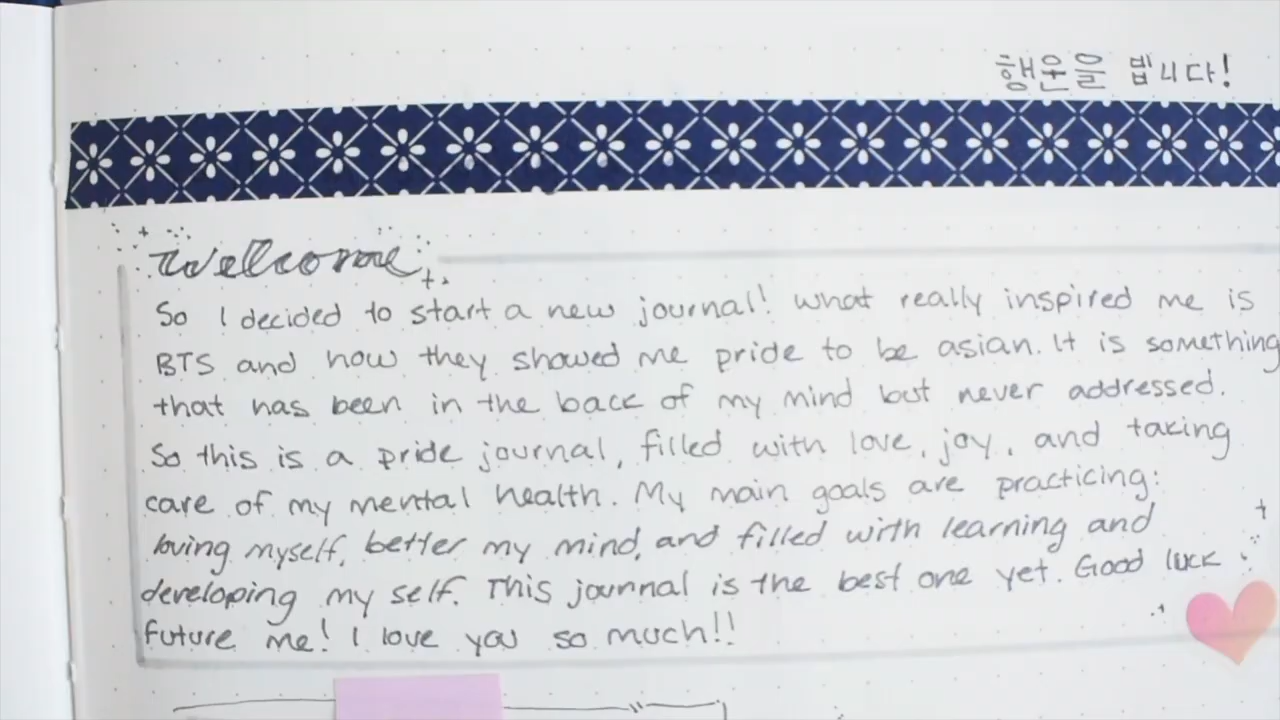 행운을 빕니다!
welcome
So I decided to start a new journal! what really inspired me is
BTS and how they showed me pride to be asian. It is something
that has been in the back of my mind but never addressed.
So this is a pride journal, filled with love, joy, and taking
care of my mental health. My main goals are practicing:
loving myself, better my mind, and filled with learning and
developing my self. This journal is the best one yet. Good luck
future me! I love you so much!!